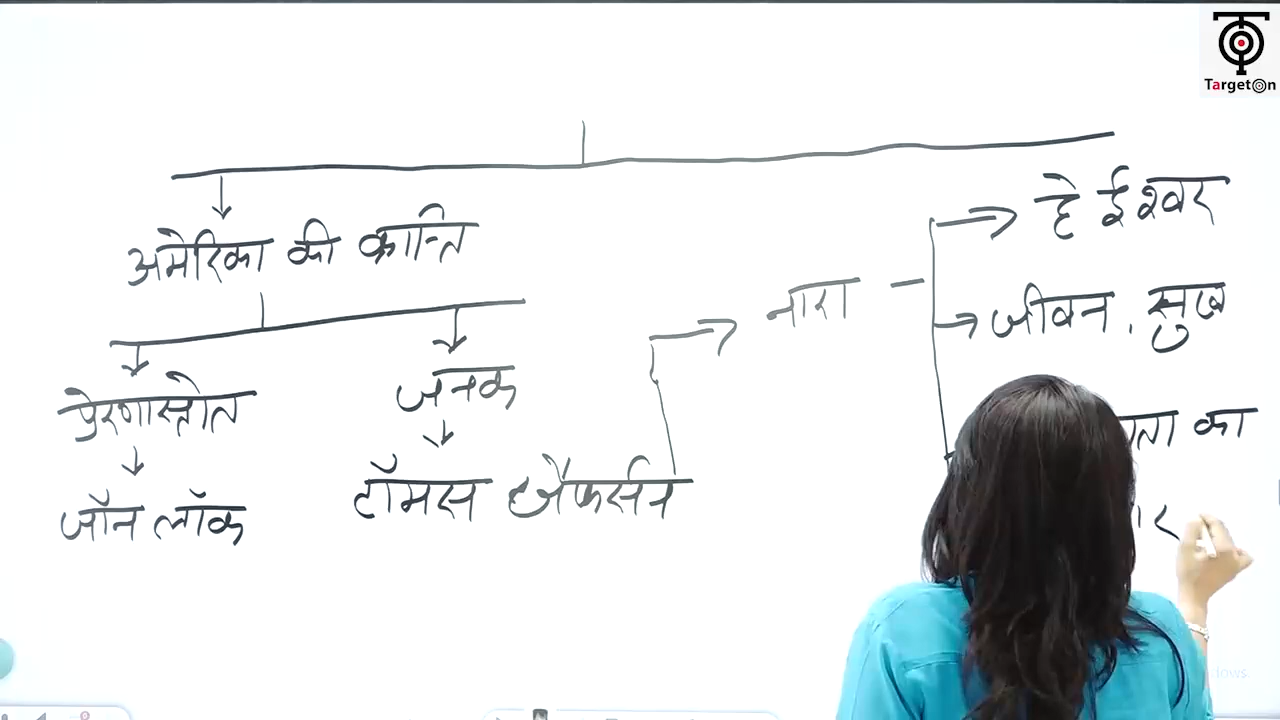 TargetOn
हे ईश्वर
अमेरिका की क्रान्ति
नारा
जीवन, सुख
प्रेरणास्त्रोत
जनक
का
जॉन लॉक
टॉमस जैफर्सन